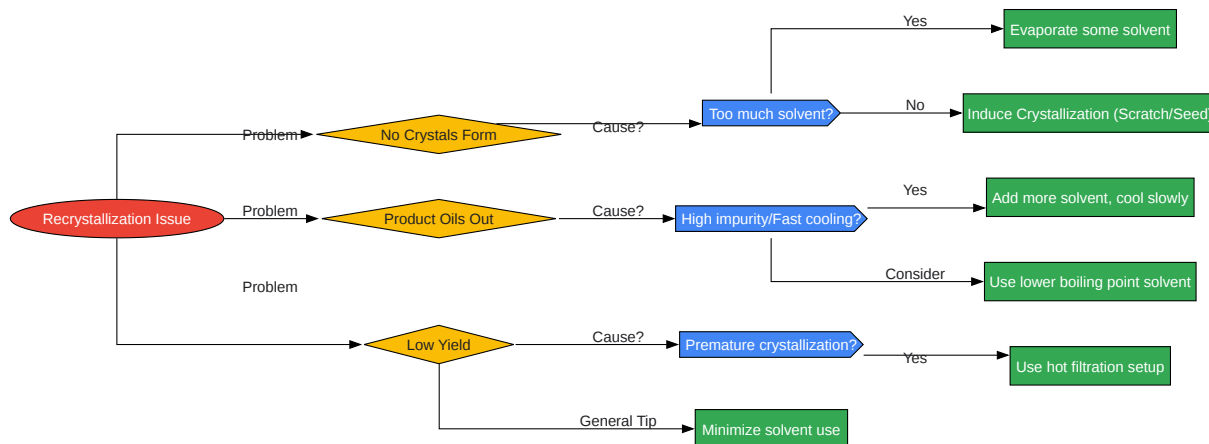 Yes
Evaporate some solvent
Too much solvent?
No
Induce Crystallization (Scratch/Seed)
Problem
No Crystals Form
Cause?
Recrystallization Issue
Problem
Product Oils Out
Cause?
High impurity/Fast cooling?
Yes
Add more solvent, cool slowly
Consider
Use lower boiling point solvent
Problem
Low Yield
Cause?
Premature crystallization?
Yes
Use hot filtration setup
General Tip
Minimize solvent use